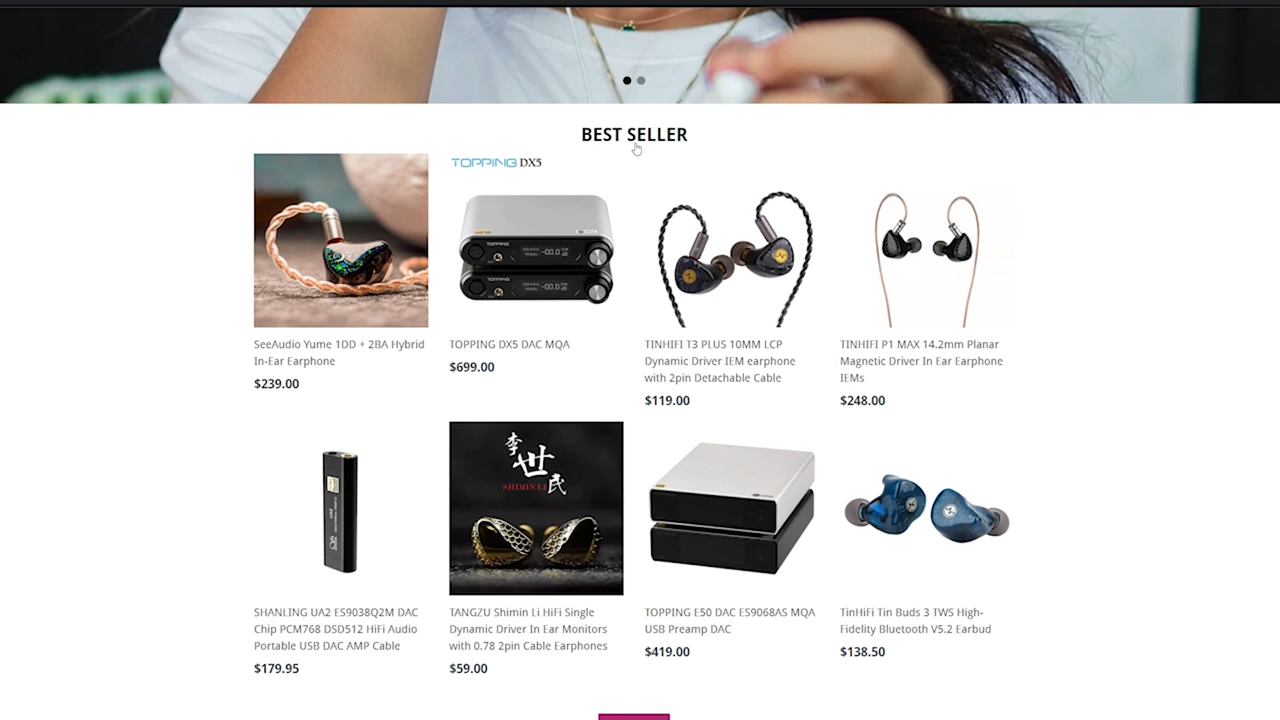 BEST SELLER
TOPPING DX5
SeeAudio Yume 1DD + 2BA Hybrid
In-Ear Earphone
$239.00
TOPPING DX5 DAC MQA
$699.00
TINHIFI T3 PLUS 10MM LCP
Dynamic Driver IEM earphone
with 2pin Detachable Cable
$119.00
TINHIFI P1 MAX 14.2mm Planar
Magnetic Driver In Ear Earphone
IEMs
$248.00
李世民
SHIMIN LI
SHANLING UA2 ES9038Q2M DAC
Chip PCM768 DSD512 HiFi Audio
Portable USB DAC AMP Cable
$179.95
TANGZU Shimin Li HiFi Single
Dynamic Driver In Ear Monitors
with 0.78 2pin Cable Earphones
$59.00
TOPPING E50 DAC ES9068AS MQA
USB Preamp DAC
$419.00
TinHiFi Tin Buds 3 TWS High-
Fidelity Bluetooth V5.2 Earbud
$138.50